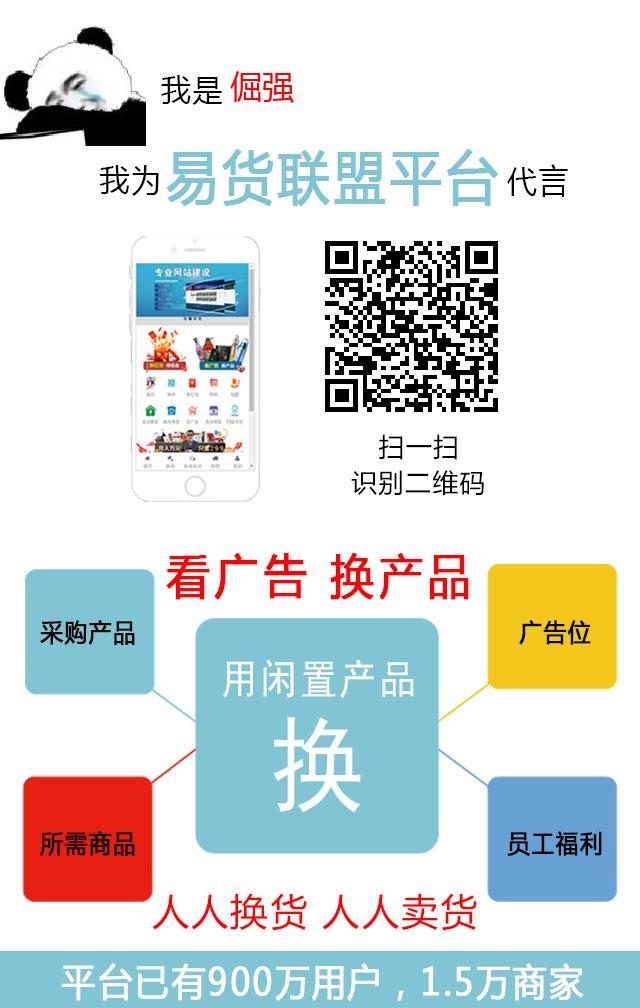 我是 倔强
我为 易货联盟平台 代言
专业网站建设
扫一扫
识别二维码
看广告 换产品
采购产品
广告位
用闲置产品
换
所需商品
员工福利
人人换货 人人卖货
平台已有900万用户，1.5万商家